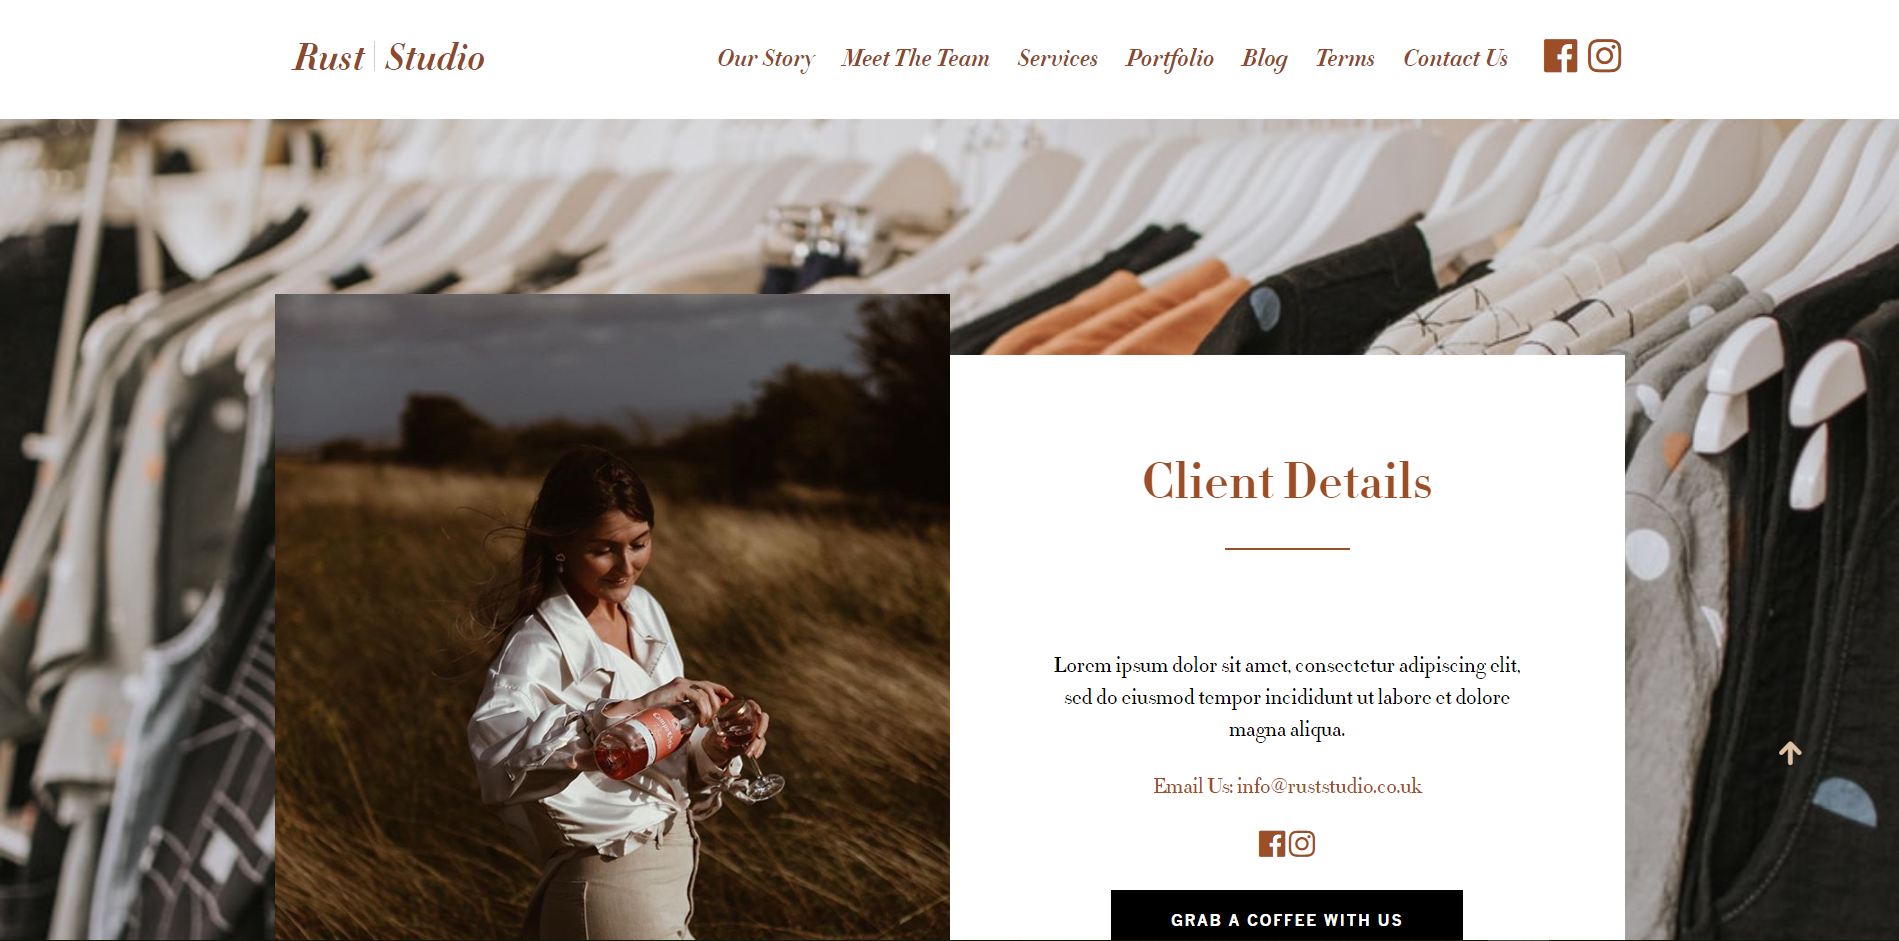 Rust | Studio
Our Story Meet The Team Services Portfolio Blog Terms Contact Us
Client Details
Lorem ipsum dolor sit amet, consectetur adipiscing elit,
sed do eiusmod tempor incididunt ut labore et dolore
magna aliqua.
Email Us: info@ruststudio.co.uk
GRAB A COFFEE WITH US